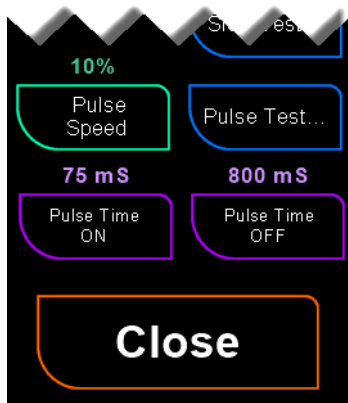 10%
Pulse
Speed
Pulse Test...
75 mS
800 mS
Pulse Time
ON
Pulse Time
OFF
Close